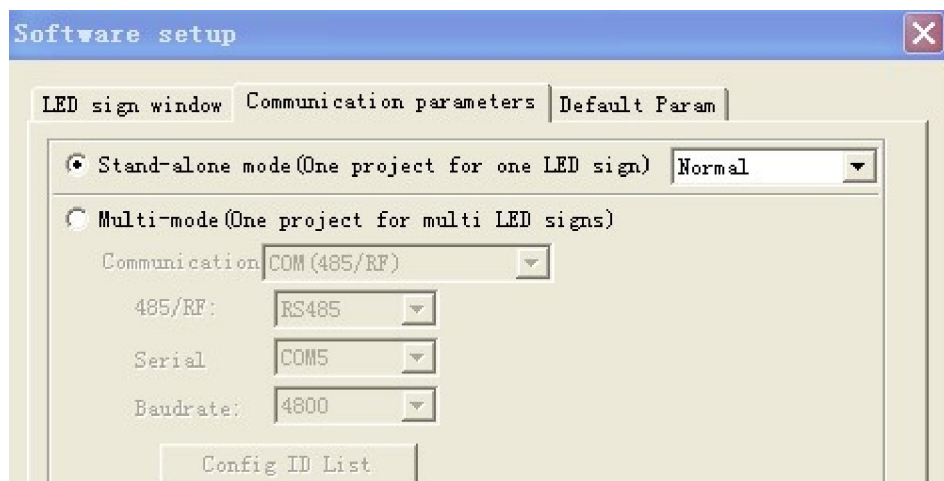 Software setup
LED sign window Communication parameters Default Param
Stand-alone mode(One project for one LED sign) Normal
Multi-mode(One project for multi LED signs)
Communication COM(485/RF)
485/RF: RS485
Serial COM5
Baudrate: 4800
Config ID List